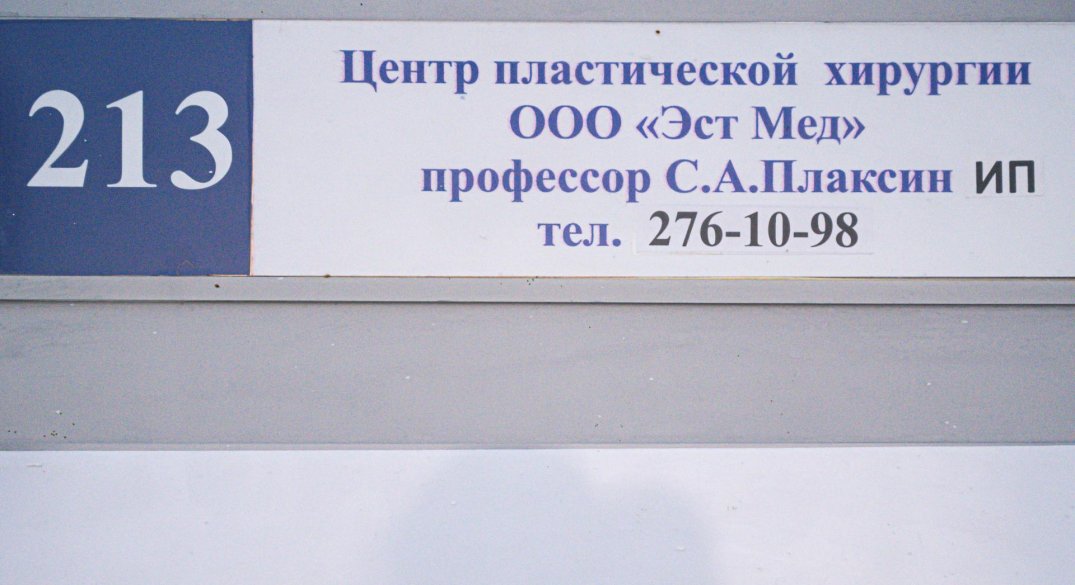 213
Центр пластической хирургии
ООО «Эст Мед»
профессор С.А.Плаксин ИП
тел. 276-10-98